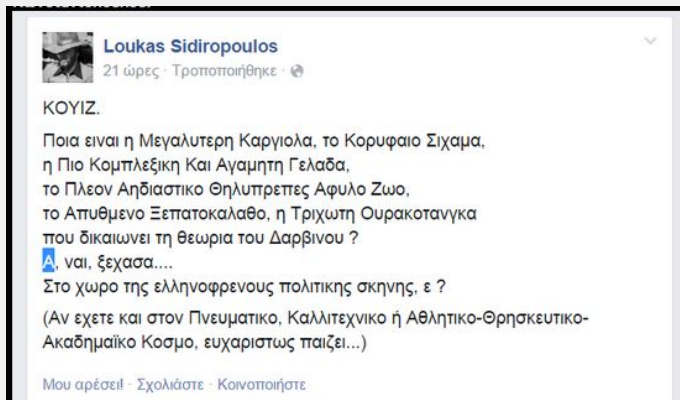 Loukas Sidiropoulos
21 ώρες · Τροποποιήθηκε ·
ΚΟΥΙΖ.
Ποια ειναι η Μεγαλυτερη Καργιολα, το Κορυφαιο Σιχαμα,
η Πιο Κομπλεξικη Και Αγαμητη Γελαδα,
το Πλεον Αηδιαστικο Θηλυπρεπες Αφυλο Ζωο,
το Απυθμενο Ξεπατοκαλαθο, η Τριχωτη Ουρακοτανγκα
που δικαιωνει τη θεωρια του Δαρβινου ?
Α, ναι, ξεχασα....
Στο χωρο της ελληνοφρενους πολιτικης σκηνης, ε ?
(Αν εχετε και στον Πνευματικο, Καλλιτεχνικο ή Αθλητικο-Θρησκευτικο-
Ακαδημαϊκο Κοσμο, ευχαριστως παιζει...)
Μου αρέσει! · Σχολιάστε · Κοινοποιήστε